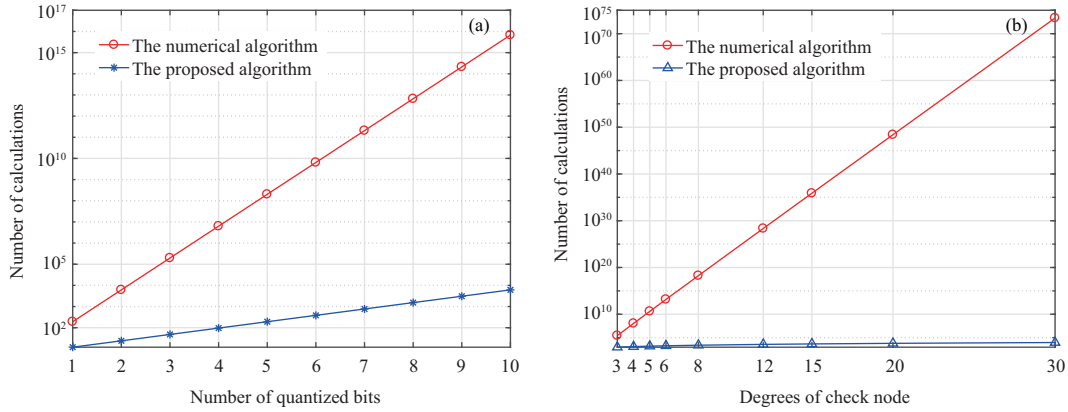 (a)
The numerical algorithm
The proposed algorithm
Number of calculations
10^17
10^15
10^10
10^5
10^2
1 2 3 4 5 6 7 8 9 10
Number of quantized bits
(b)
The numerical algorithm
The proposed algorithm
Number of calculations
10^75
10^70
10^60
10^50
10^40
10^30
10^20
10^10
3 4 5 6 8 12 15 20 30
Degrees of check node